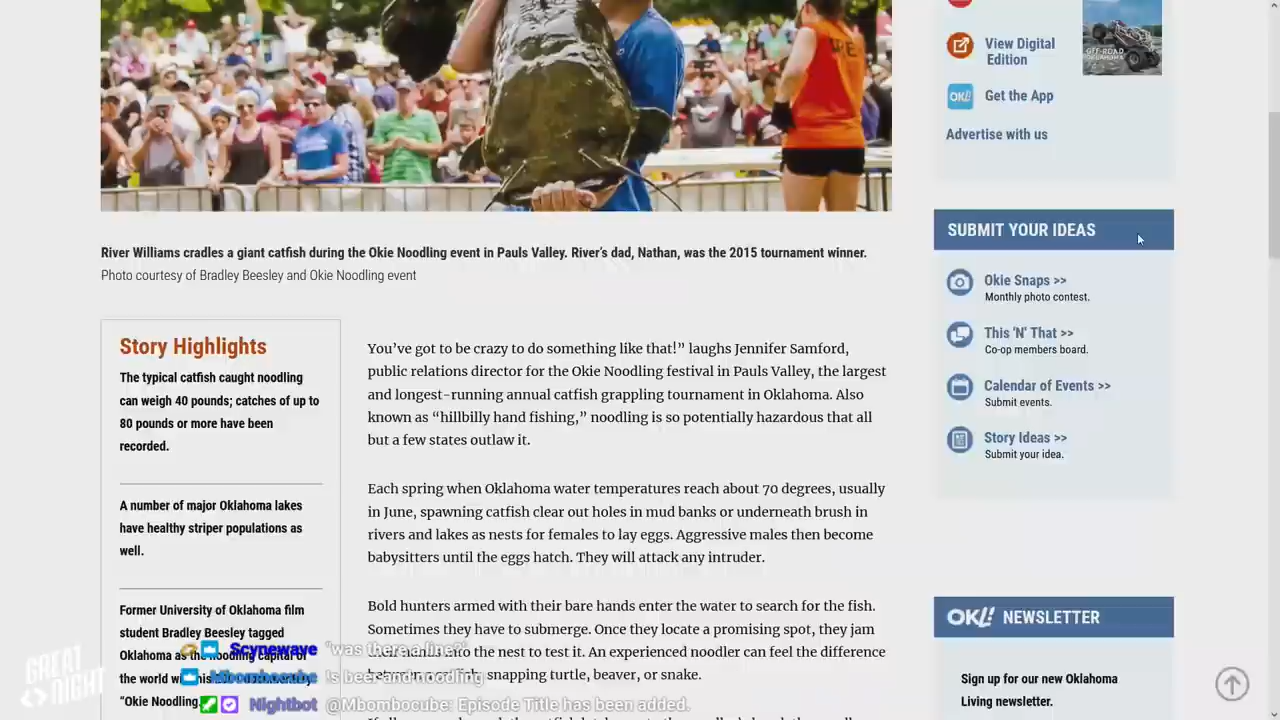 View Digital
Edition
OFF-ROAD
OKLAHOMA
OK!
Get the App
Advertise with us
River Williams cradles a giant catfish during the Okie Noodling event in Pauls Valley. River’s dad, Nathan, was the 2015 tournament winner.
Photo courtesy of Bradley Beesley and Okie Noodling event
SUBMIT YOUR IDEAS
Okie Snaps >>
Monthly photo contest.
This 'N' That >>
Co-op members board.
Calendar of Events >>
Submit events.
Story Ideas >>
Submit your idea.
Story Highlights
The typical catfish caught noodling
can weigh 40 pounds; catches of up to
80 pounds or more have been
recorded.
A number of major Oklahoma lakes
have healthy striper populations as
well.
Former University of Oklahoma film
student Bradley Beesley tagged
Oklahoma as the noodling capital of
the world
“Okie Noodling.
You’ve got to be crazy to do something like that!” laughs Jennifer Samford,
public relations director for the Okie Noodling festival in Pauls Valley, the largest
and longest-running annual catfish grappling tournament in Oklahoma. Also
known as “hillbilly hand fishing,” noodling is so potentially hazardous that all
but a few states outlaw it.
Each spring when Oklahoma water temperatures reach about 70 degrees, usually
in June, spawning catfish clear out holes in mud banks or underneath brush in
rivers and lakes as nests for females to lay eggs. Aggressive males then become
babysitters until the eggs hatch. They will attack any intruder.
Bold hunters armed with their bare hands enter the water to search for the fish.
Sometimes they have to submerge. Once they locate a promising spot, they jam
the nest to test it. An experienced noodler can feel the difference
snapping turtle, beaver, or snake.
OK!! NEWSLETTER
Sign up for our new Oklahoma
Living newsletter.
GREAT
NIGHT
Scynewave "was there a line?"
Mbombocube 's beer and noodling
Nightbot @Mbombocube: Episode Title has been added.